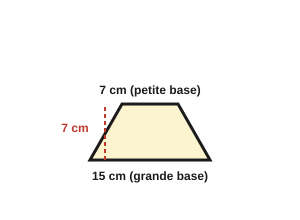 7 cm (petite base)
7 cm
15 cm (grande base)